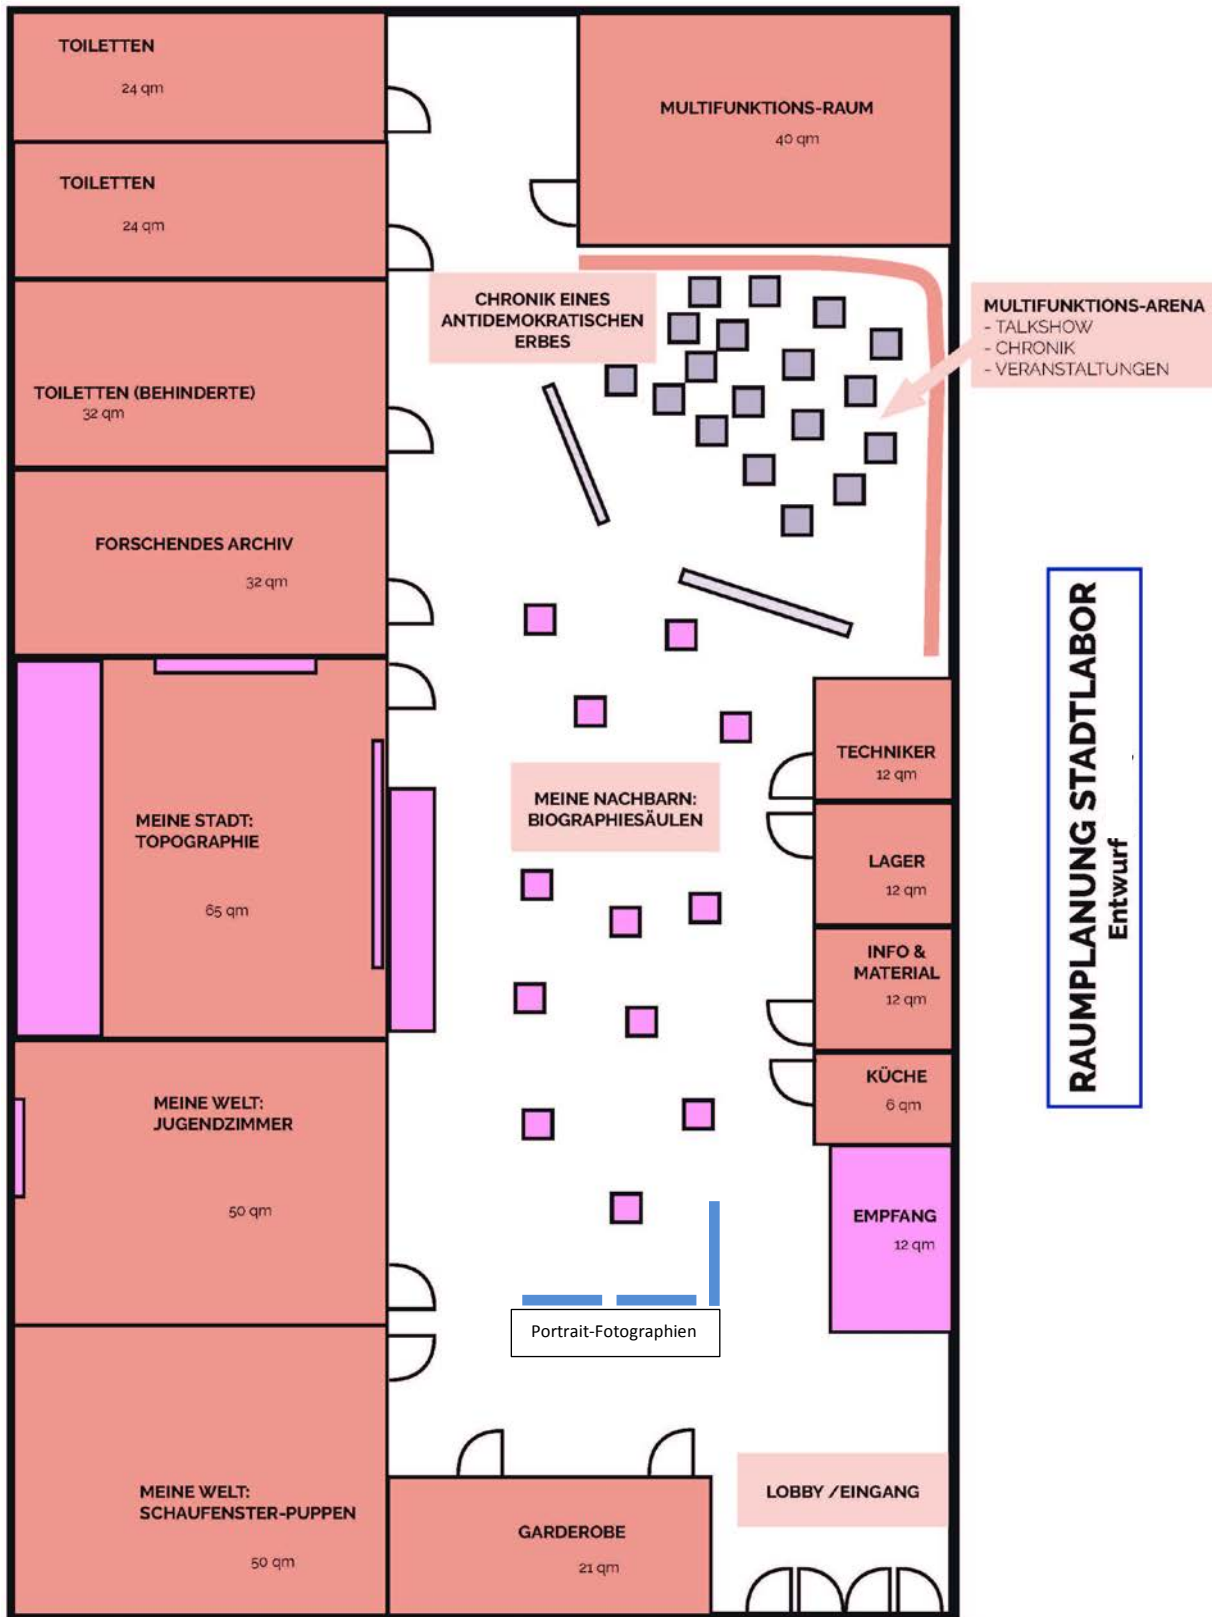 TOILETTEN
24 qm
MULTIFUNKTIONS-RAUM
40 qm
TOILETTEN
24 qm
CHRONIK EINES
ANTIDEMOKRATISCHEN
ERBES
MULTIFUNKTIONS-ARENA
- TALKSHOW
- CHRONIK
- VERANSTALTUNGEN
TOILETTEN (BEHINDERTE)
32 qm
FORSCHENDES ARCHIV
32 qm
RAUMPLANUNG STADTLABOR
Entwurf
TECHNIKER
12 qm
MEINE STADT:
TOPOGRAPHIE
65 qm
MEINE NACHBARN:
BIOGRAPHIESÄULEN
LAGER
12 qm
INFO &
MATERIAL
12 qm
KÜCHE
6 qm
MEINE WELT:
JUGENDZIMMER
50 qm
EMPFANG
12 qm
Portrait-Fotographien
MEINE WELT:
SCHAUFENSTER-PUPPEN
50 qm
GARDEROBE
21 qm
LOBBY /EINGANG